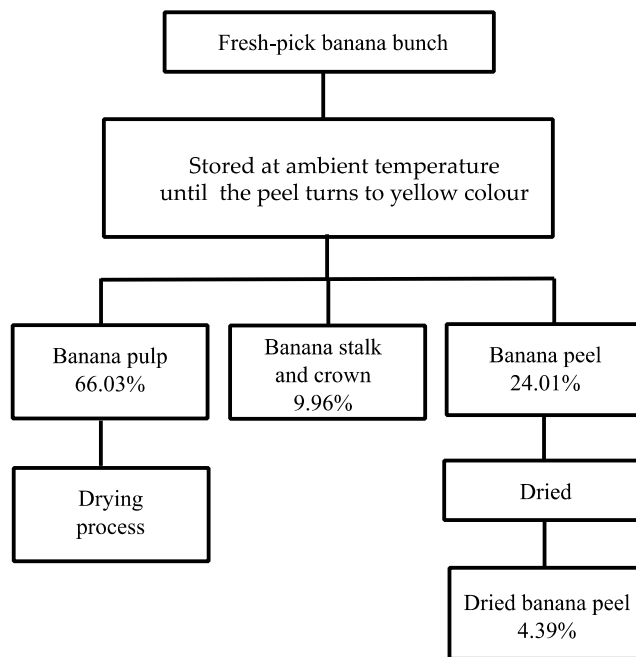 Fresh-pick banana bunch
Stored at ambient temperature
until the peel turns to yellow colour
Banana pulp
66.03%
Banana stalk
and crown
9.96%
Banana peel
24.01%
Drying
process
Dried
Dried banana peel
4.39%